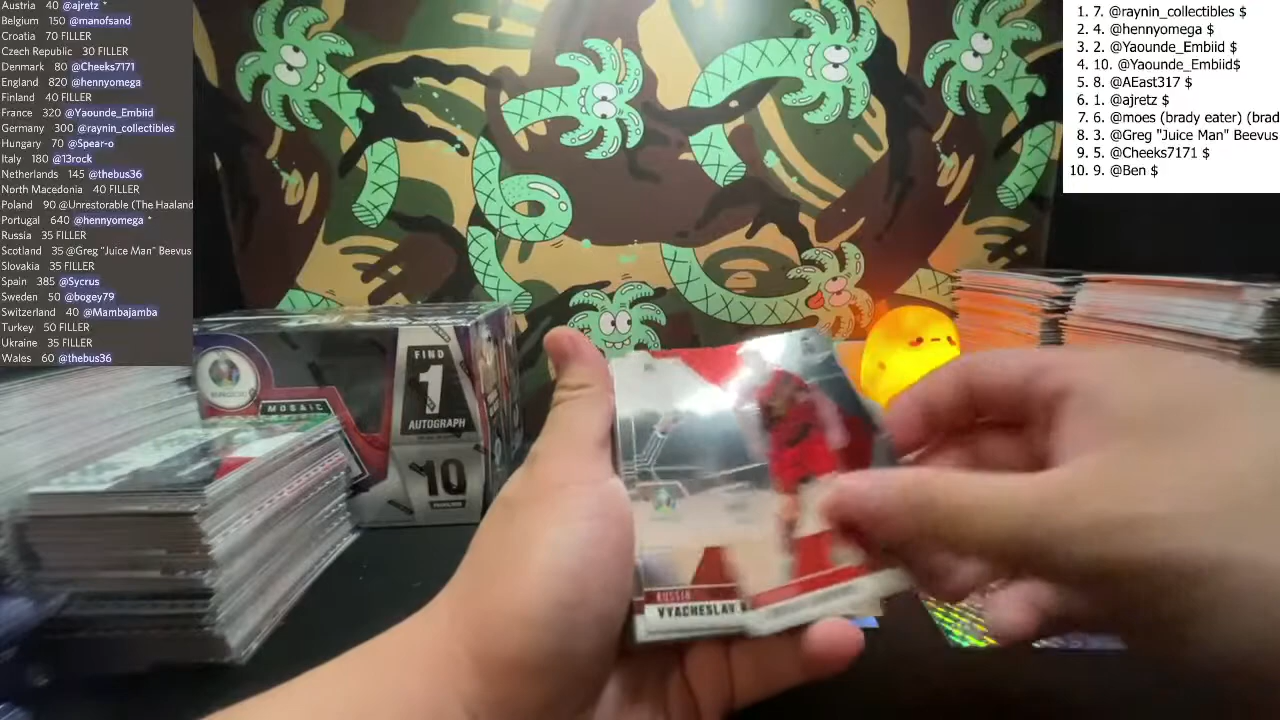 Austria 40 @ajretz *
Belgium 150 @manofsand
Croatia 70 FILLER
Czech Republic 30 FILLER
Denmark 80 @Cheeks7171
England 820 @hennyomega
Finland 40 FILLER
France 320 @Yaounde_Embiid
Germany 300 @raynin_collectibles
Hungary 70 @Spear-o
Italy 180 @13rock
Netherlands 145 @thebus36
North Macedonia 40 FILLER
Poland 90 @Unrestorable (The Haaland
Portugal 640 @hennyomega *
Russia 35 FILLER
Scotland 35 @Greg "Juice Man" Beevus
Slovakia 35 FILLER
Spain 385 @Sycrus
Sweden 50 @bogey79
Switzerland 40 @Mambajamba
Turkey 50 FILLER
Ukraine 35 FILLER
Wales 60 @thebus36
1. 7. @raynin_collectibles $
2. 4. @hennyomega $
3. 2. @Yaounde_Embiid $
4. 10. @Yaounde_Embiid$
5. 8. @AEast317 $
6. 1. @ajretz $
7. 6. @moes (brady eater) (brad
8. 3. @Greg "Juice Man" Beevus
9. 5. @Cheeks7171 $
10. 9. @Ben $
MOSAIC
FIND
1
AUTOGRAPH
10
RUSSIA
VYACHESLAV